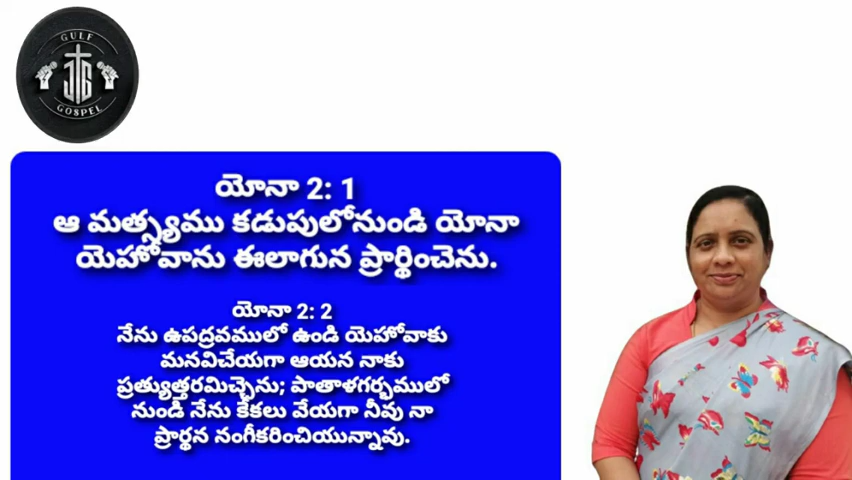 GULF
JG
GOSPEL
యోనా 2: 1
ఆ మత్స్యము కడుపులోనుండి యోనా
యెహోవాను ఈలాగున ప్రార్థించెను.
యోనా 2: 2
నేను ఉపద్రవములో ఉండి యెహోవాకు
మనవిచేయగా ఆయన నాకు
ప్రత్యుత్తరమిచ్చెను; పాతాళగర్భములో
నుండి నేను కేకలు వేయగా నీవు నా
ప్రార్థన నంగీకరించియున్నావు.